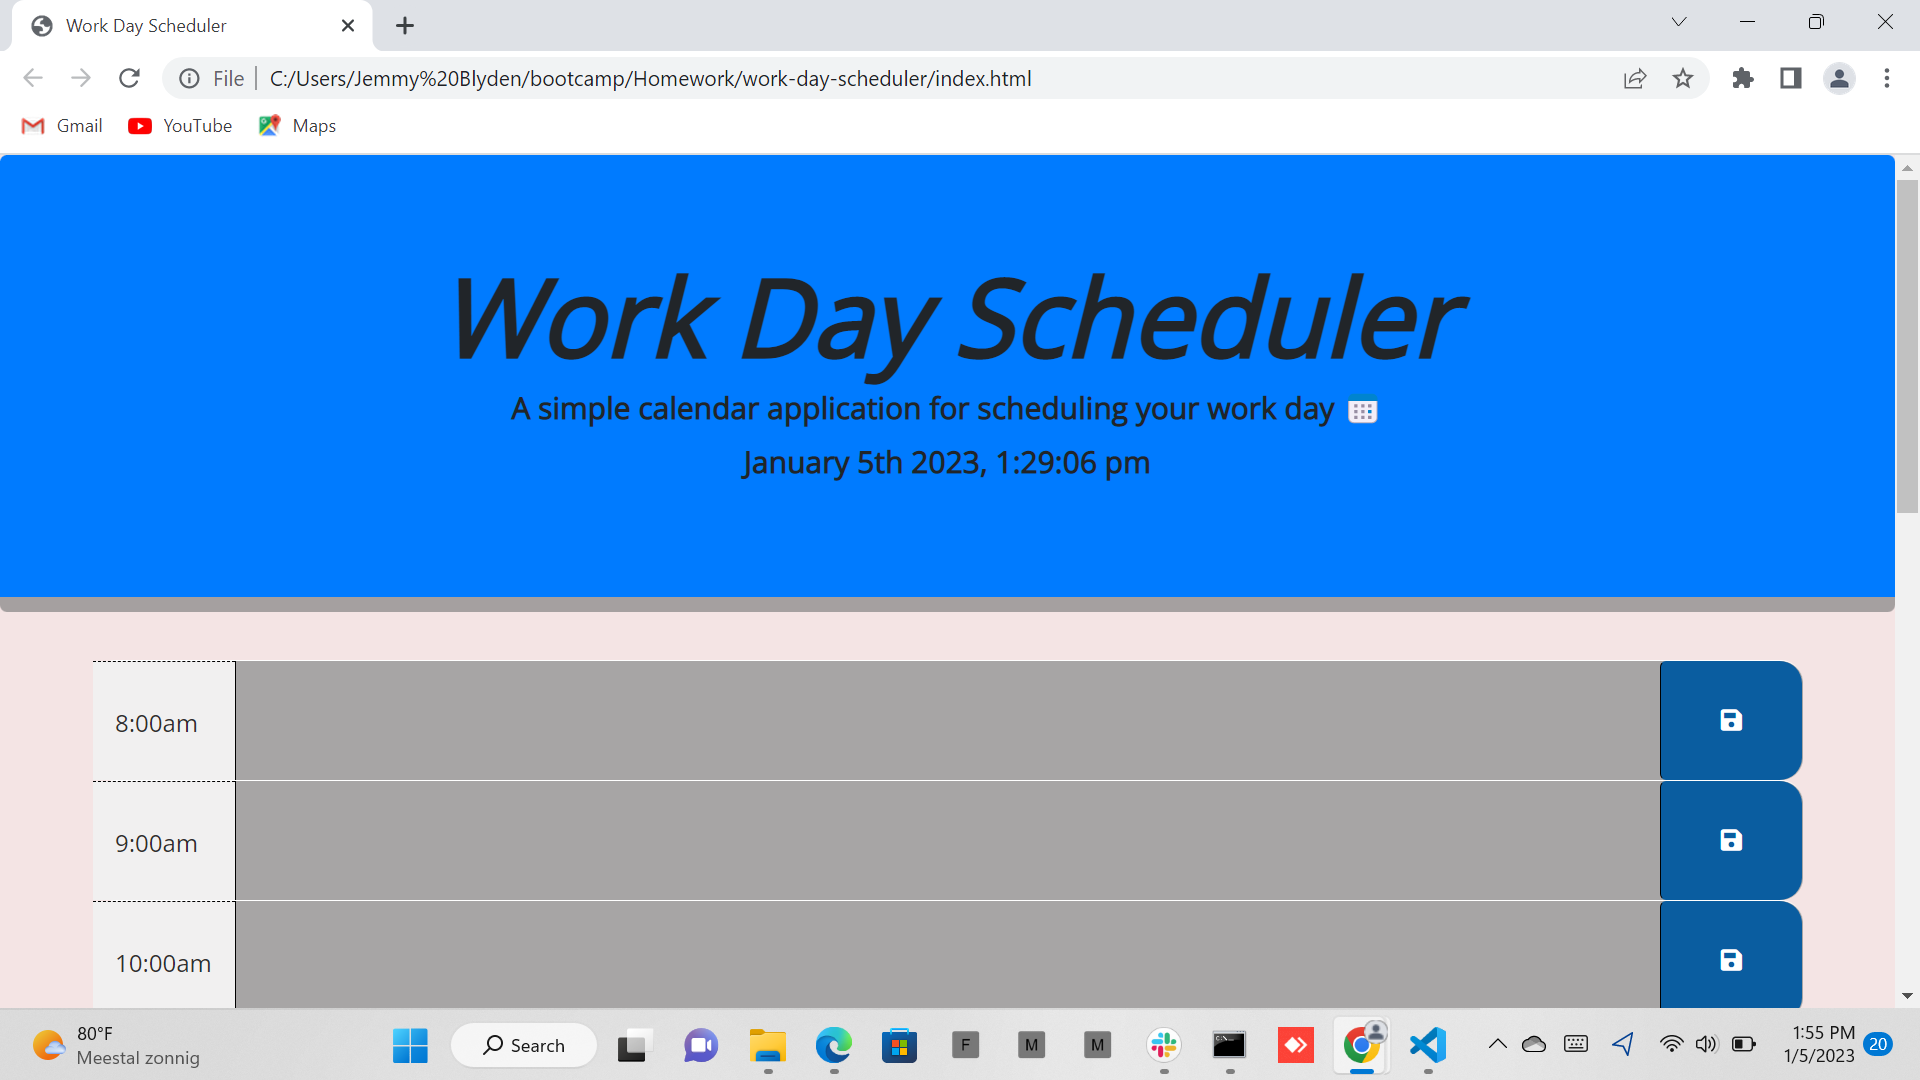 Work Day Scheduler
File C:/Users/Jemmy%20Blyden/bootcamp/Homework/work-day-scheduler/index.html
Gmail YouTube Maps
Work Day Scheduler
A simple calendar application for scheduling your work day
January 5th 2023, 1:29:06 pm
8:00am
9:00am
10:00am
80°F
Meestal zonnig
Search
F
M
M
1:55 PM
1/5/2023
20